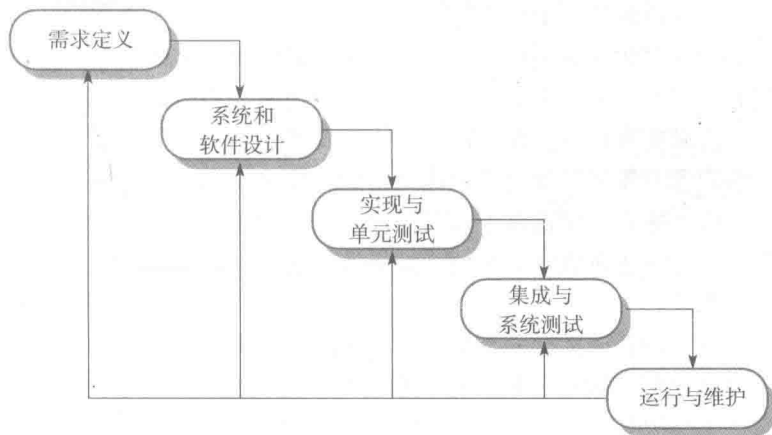 需求定义
系统和
软件设计
实现与
单元测试
集成与
系统测试
运行与维护